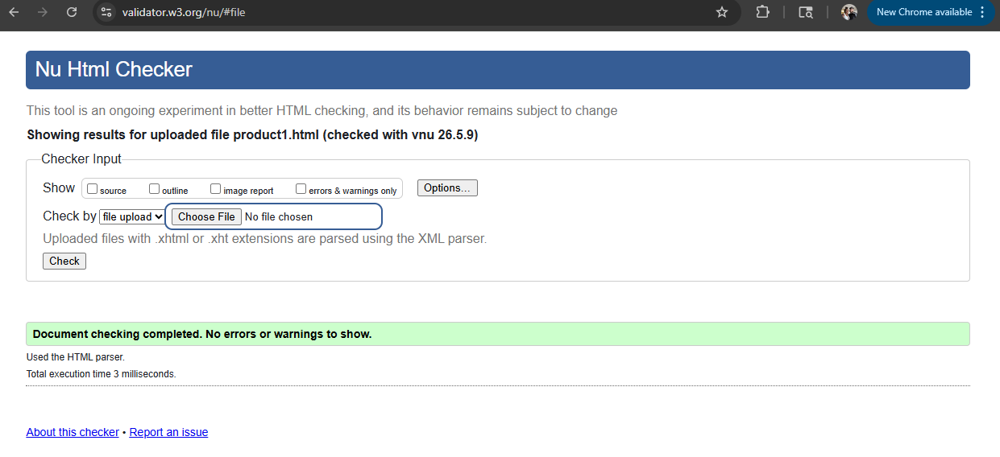 validator.w3.org/nu/#file
New Chrome available
Nu Html Checker
This tool is an ongoing experiment in better HTML checking, and its behavior remains subject to change
Showing results for uploaded file product1.html (checked with vnu 26.5.9)
Checker Input
Show source outline image report errors & warnings only Options...
Check by file upload Choose File No file chosen
Uploaded files with .xhtml or .xht extensions are parsed using the XML parser.
Check
Document checking completed. No errors or warnings to show.
Used the HTML parser.
Total execution time 3 milliseconds.
About this checker • Report an issue